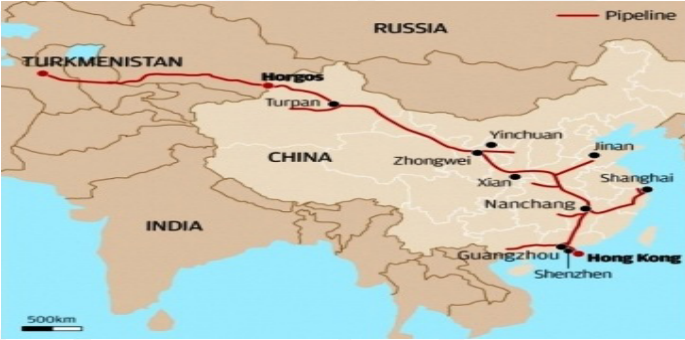 RUSSIA
Pipeline
TURKMENISTAN
Horgos
Turpan
Yinchuan
Jinan
CHINA
Zhongwei
Xian
Shanghai
Nanchang
INDIA
Guangzhou
Hong Kong
Shenzhen
500km